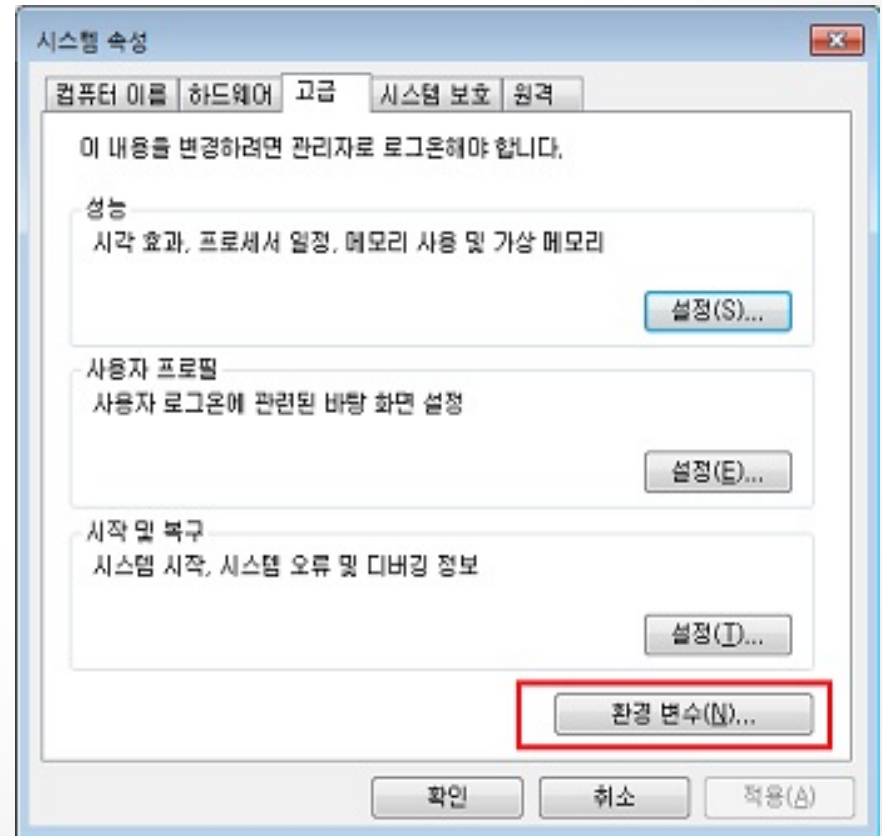 시스템 속성
컴퓨터 이름 하드웨어 고급 시스템 보호 원격
이 내용을 변경하려면 관리자로 로그온해야 합니다.
성능
시각 효과, 프로세서 일정, 메모리 사용 및 가상 메모리
설정(S)...
사용자 프로필
사용자 로그온에 관련된 바탕 화면 설정
설정(E)...
시작 및 복구
시스템 시작, 시스템 오류 및 디버깅 정보
설정(T)...
환경 변수(N)...
확인 취소 적용(A)